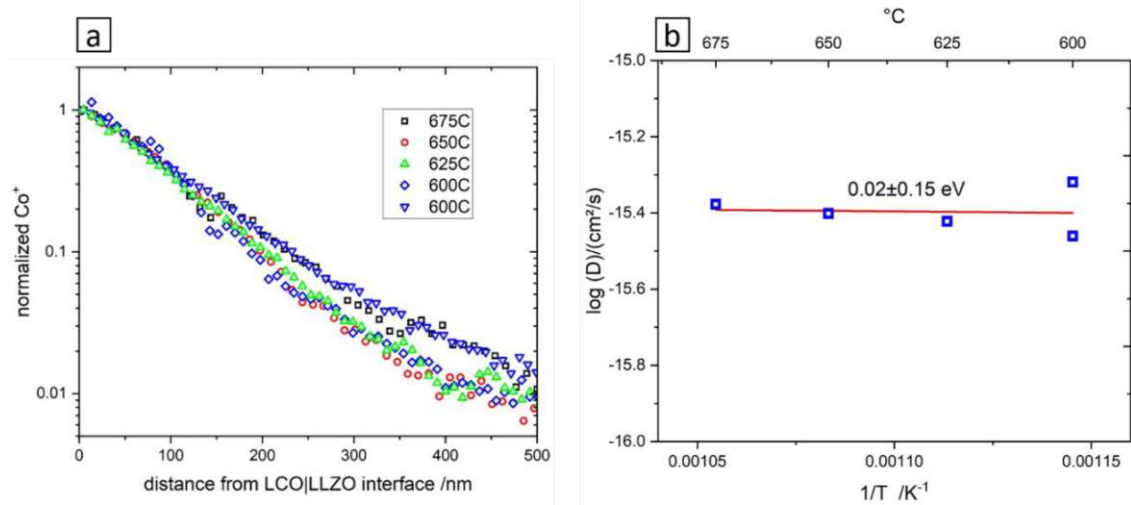 a
normalized Co⁺
1
0.1
0.01
675C
650C
625C
600C
600C
0 100 200 300 400 500
distance from LCO|LLZO interface /nm
b
°C
675 650 625 600
log (D)/(cm²/s)
-15.0
-15.2
-15.4
-15.6
-15.8
-16.0
0.02±0.15 eV
0.00105 0.00110 0.00115
1/T /K⁻¹